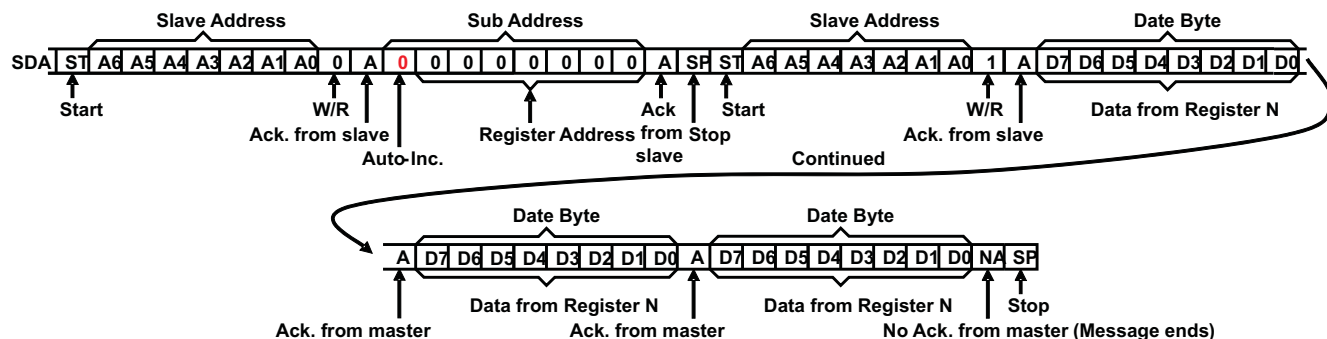 Slave Address Sub Address Slave Address Date Byte
SDA ST A6 A5 A4 A3 A2 A1 A0 0 A 0 0 0 0 0 0 0 0 A SP ST A6 A5 A4 A3 A2 A1 A0 1 A D7 D6 D5 D4 D3 D2 D1 D0
Start W/R Ack Start W/R Data from Register N
Ack. from slave Register Address from Stop Ack. from slave
Auto-Inc. slave Continued
Date Byte Date Byte
A D7 D6 D5 D4 D3 D2 D1 D0 A D7 D6 D5 D4 D3 D2 D1 D0 NA SP
Data from Register N Data from Register N Stop
Ack. from master Ack. from master No Ack. from master (Message ends)